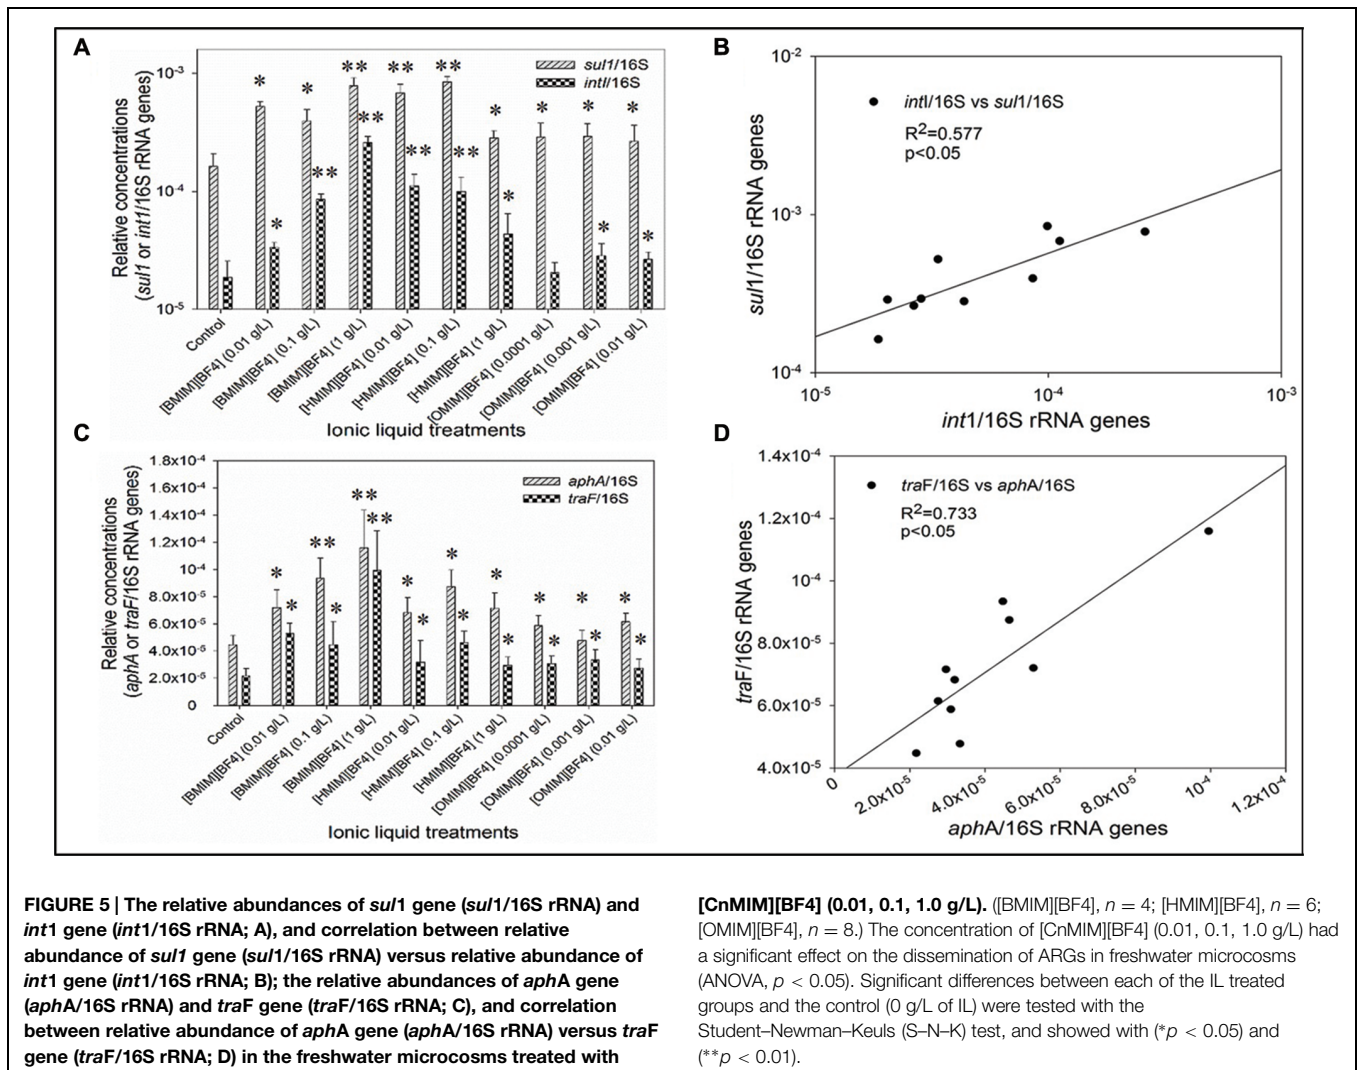 A
Relative concentrations
(sul1 or int1/16S rRNA genes)
10-3
10-4
10-5
sul1/16S
intI/16S
*
*
*
**
**
**
**
**
**
**
*
*
*
*
*
*
*
Control
[BMIM][BF4] (0.01 g/L)
[BMIM][BF4] (0.1 g/L)
[BMIM][BF4] (1 g/L)
[HMIM][BF4] (0.01 g/L)
[HMIM][BF4] (0.1 g/L)
[HMIM][BF4] (1 g/L)
[OMIM][BF4] (0.0001 g/L)
[OMIM][BF4] (0.001 g/L)
[OMIM][BF4] (0.01 g/L)
Ionic liquid treatments
B
sul1/16S rRNA genes
10-2
10-3
10-4
intI/16S vs sul1/16S
R2=0.577
p<0.05
10-5
10-4
10-3
int1/16S rRNA genes
C
Relative concentrations
(aphA or traF/16S rRNA genes)
1.8x10-4
1.6x10-4
1.4x10-4
1.2x10-4
10-4
8.0x10-5
6.0x10-5
4.0x10-5
2.0x10-5
0
aphA/16S
traF/16S
*
*
**
*
**
**
*
*
*
*
*
*
*
*
*
*
*
*
Control
[BMIM][BF4] (0.01 g/L)
[BMIM][BF4] (0.1 g/L)
[BMIM][BF4] (1 g/L)
[HMIM][BF4] (0.01 g/L)
[HMIM][BF4] (0.1 g/L)
[HMIM][BF4] (1 g/L)
[OMIM][BF4] (0.0001 g/L)
[OMIM][BF4] (0.001 g/L)
[OMIM][BF4] (0.01 g/L)
Ionic liquid treatments
D
traF/16S rRNA genes
1.4x10-4
1.2x10-4
10-4
8.0x10-5
6.0x10-5
4.0x10-5
traF/16S vs aphA/16S
R2=0.733
p<0.05
0
2.0x10-5
4.0x10-5
6.0x10-5
8.0x10-5
10-4
1.2x10-4
aphA/16S rRNA genes
FIGURE 5 | The relative abundances of sul1 gene (sul1/16S rRNA) and
int1 gene (int1/16S rRNA; A), and correlation between relative
abundance of sul1 gene (sul1/16S rRNA) versus relative abundance of
int1 gene (int1/16S rRNA; B); the relative abundances of aphA gene
(aphA/16S rRNA) and traF gene (traF/16S rRNA; C), and correlation
between relative abundance of aphA gene (aphA/16S rRNA) versus traF
gene (traF/16S rRNA; D) in the freshwater microcosms treated with
[CnMIM][BF4] (0.01, 0.1, 1.0 g/L). ([BMIM][BF4], n = 4; [HMIM][BF4], n = 6;
[OMIM][BF4], n = 8.) The concentration of [CnMIM][BF4] (0.01, 0.1, 1.0 g/L) had
a significant effect on the dissemination of ARGs in freshwater microcosms
(ANOVA, p < 0.05). Significant differences between each of the IL treated
groups and the control (0 g/L of IL) were tested with the
Student–Newman–Keuls (S–N–K) test, and showed with (*p < 0.05) and
(**p < 0.01).